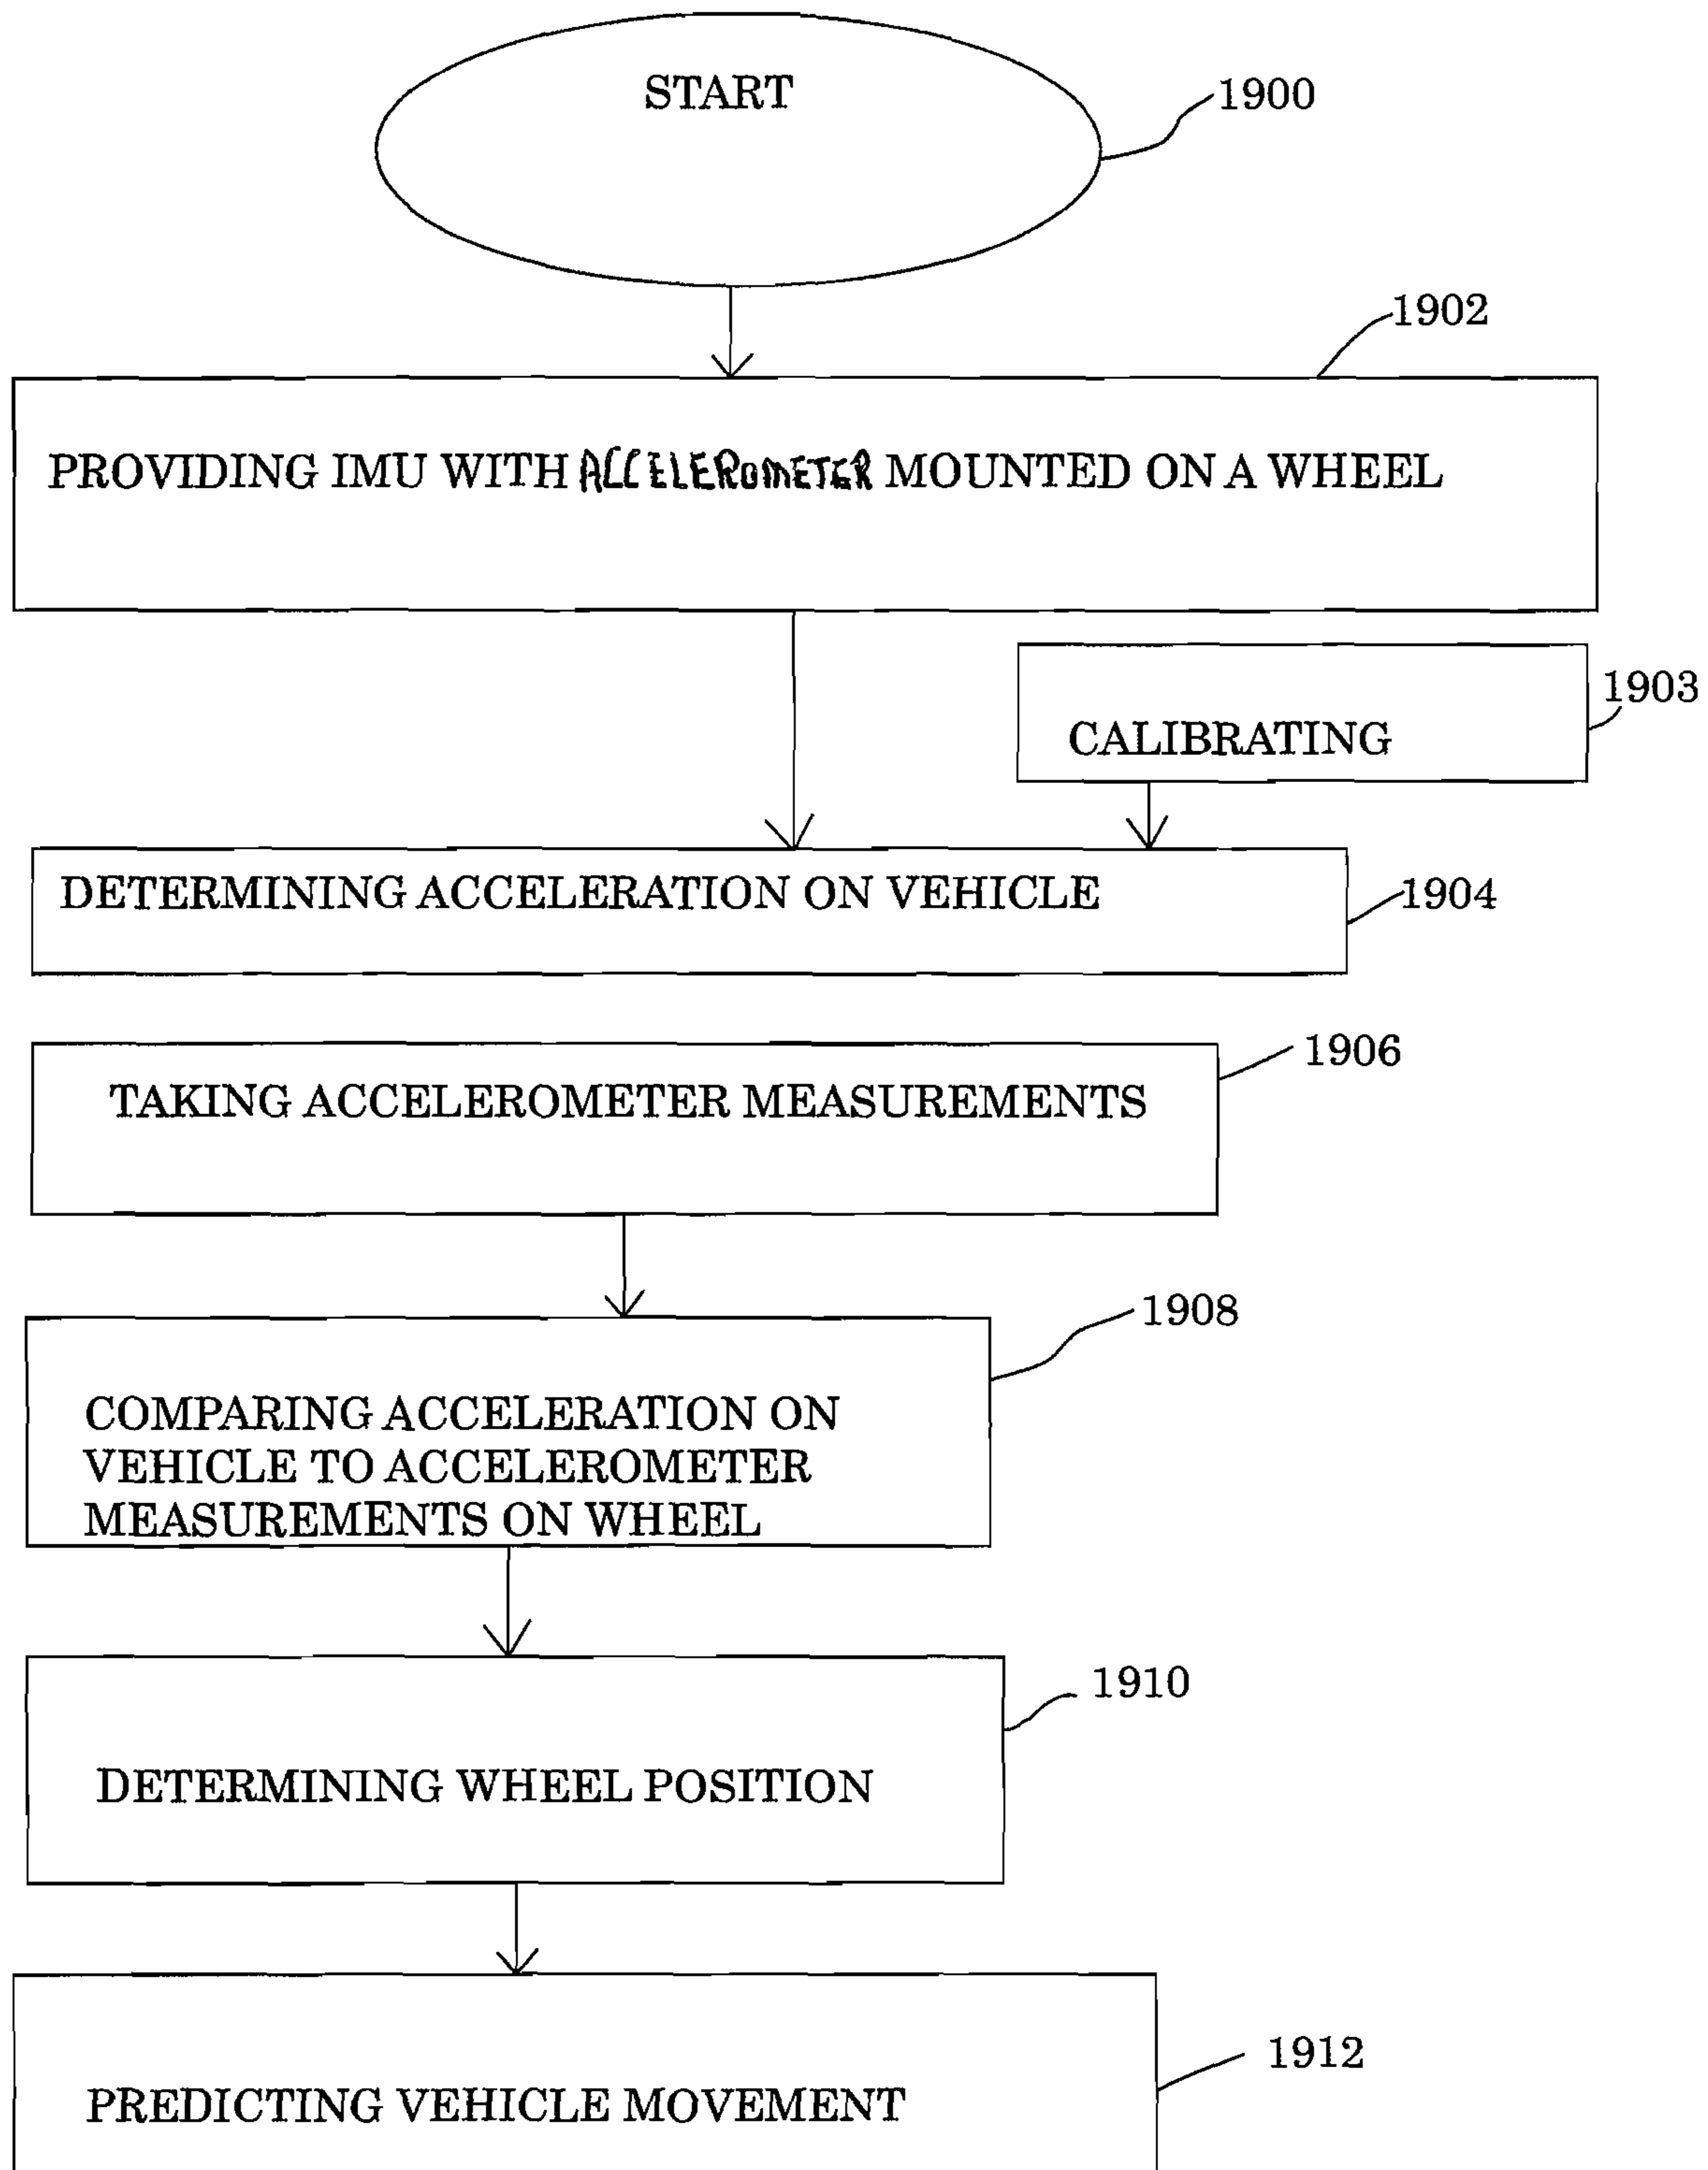 START
1900
1902
PROVIDING IMU WITH ACCELEROMETER MOUNTED ON A WHEEL
1903
CALIBRATING
DETERMINING ACCELERATION ON VEHICLE
1904
1906
TAKING ACCELEROMETER MEASUREMENTS
1908
COMPARING ACCELERATION ON
VEHICLE TO ACCELEROMETER
MEASUREMENTS ON WHEEL
1910
DETERMINING WHEEL POSITION
1912
PREDICTING VEHICLE MOVEMENT